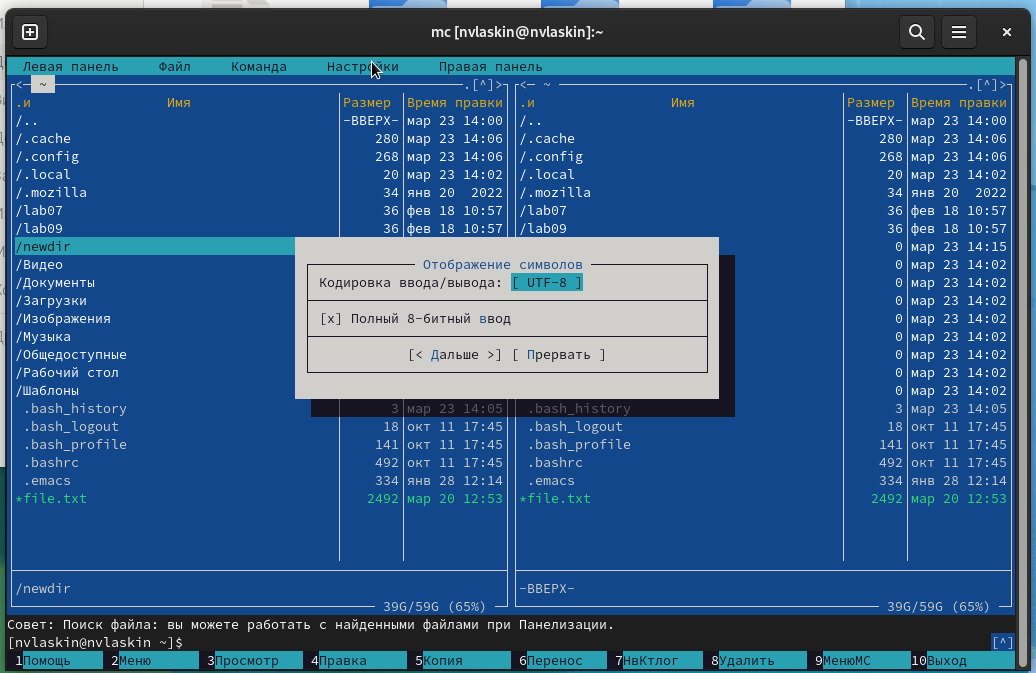 mc [nvlaskin@nvlaskin]:~
Левая панель Файл Команда Настройки Правая панель
<─ ~ .[^]> <─ ~ .[^]>
.и Имя Размер Время правки .и Имя Размер Время правки
/.. -ВВЕРХ- мар 23 14:00 /.. -ВВЕРХ- мар 23 14:00
/.cache 280 мар 23 14:06 /.cache 280 мар 23 14:06
/.config 268 мар 23 14:06 /.config 268 мар 23 14:06
/.local 20 мар 23 14:02 /.local 20 мар 23 14:02
/.mozilla 34 янв 20 2022 /.mozilla 34 янв 20 2022
/lab07 36 фев 18 10:57 /lab07 36 фев 18 10:57
/lab09 36 фев 18 10:57 /lab09 36 фев 18 10:57
/newdir 0 мар 23 14:15
/Видео Отображение символов 0 мар 23 14:02
/Документы Кодировка ввода/вывода: [ UTF-8 ] 0 мар 23 14:02
/Загрузки 0 мар 23 14:02
/Изображения [x] Полный 8-битный ввод 0 мар 23 14:02
/Музыка 0 мар 23 14:02
/Общедоступные [< Дальше >] [ Прервать ] 0 мар 23 14:02
/Рабочий стол 0 мар 23 14:02
/Шаблоны 0 мар 23 14:02
.bash_history 3 мар 23 14:05 .bash_history 3 мар 23 14:05
.bash_logout 18 окт 11 17:45 .bash_logout 18 окт 11 17:45
.bash_profile 141 окт 11 17:45 .bash_profile 141 окт 11 17:45
.bashrc 492 окт 11 17:45 .bashrc 492 окт 11 17:45
.emacs 334 янв 28 12:14 .emacs 334 янв 28 12:14
*file.txt 2492 мар 20 12:53 *file.txt 2492 мар 20 12:53
/newdir -ВВЕРХ-
39G/59G (65%) 39G/59G (65%)
Совет: Поиск файла: вы можете работать с найденными файлами при Панелизации.
[nvlaskin@nvlaskin ~]$ [^]
1Помощь 2Меню 3Просмотр 4Правка 5Копия 6Перенос 7НвКтлог 8Удалить 9МенюМС 10Выход